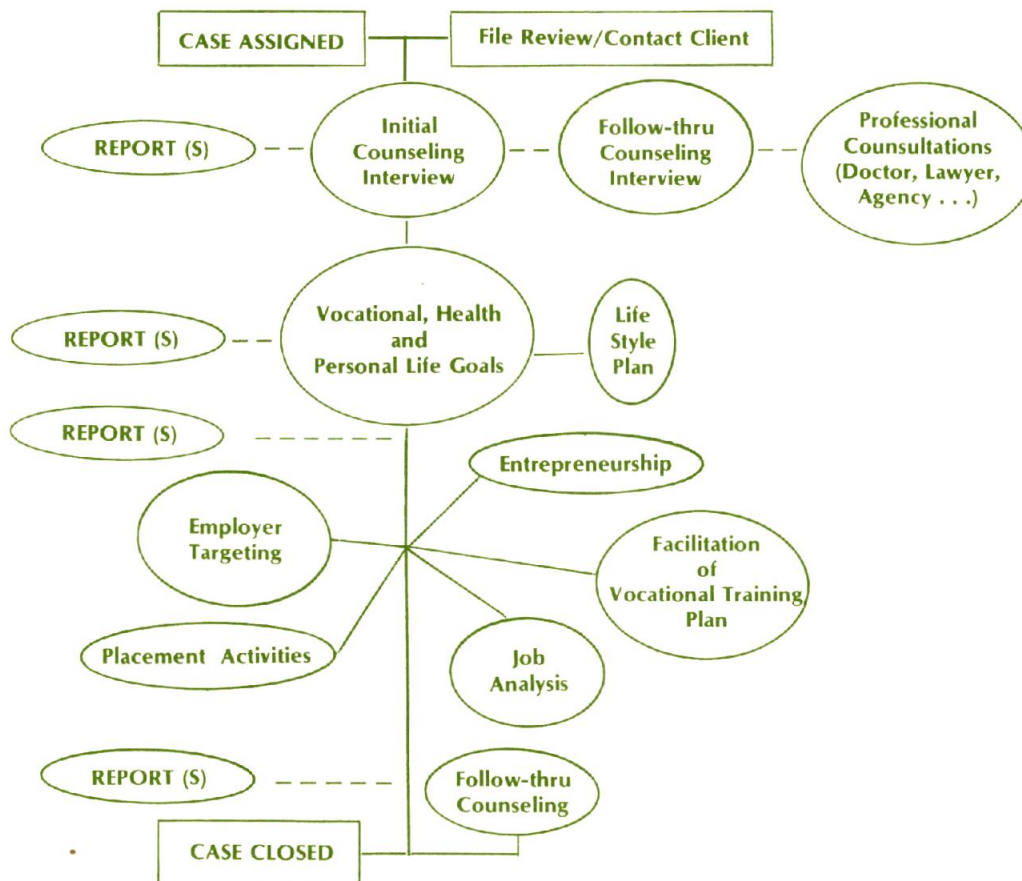 CASE ASSIGNED
File Review/Contact Client
REPORT (S)
Initial
Counseling
Interview
Follow-thru
Counseling
Interview
Professional
Counsultations
(Doctor, Lawyer,
Agency . . .)
REPORT (S)
Vocational, Health
and
Personal Life Goals
Life
Style
Plan
REPORT (S)
Entrepreneurship
Employer
Targeting
Facilitation
of
Vocational Training
Plan
Placement Activities
Job
Analysis
REPORT (S)
Follow-thru
Counseling
CASE CLOSED